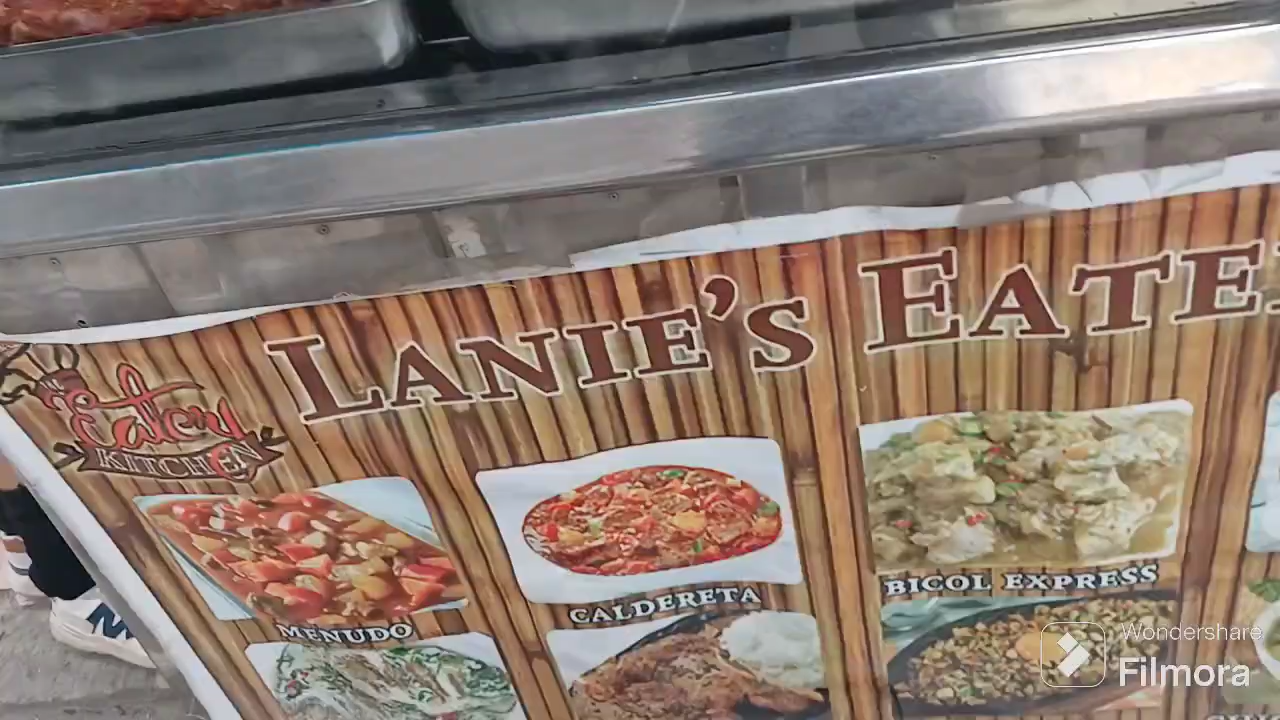 LANIE'S EATE
Eatery
KITCHEN
MENUDO
CALDERETA
BICOL EXPRESS
Wondershare
Filmora